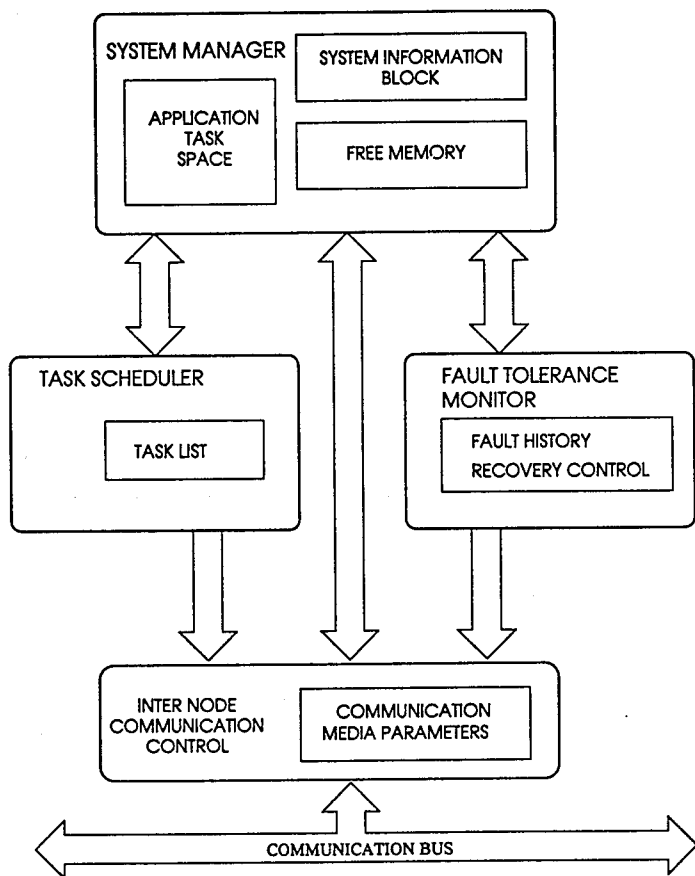 SYSTEM MANAGER
SYSTEM INFORMATION
BLOCK
APPLICATION
TASK
SPACE
FREE MEMORY
TASK SCHEDULER
TASK LIST
FAULT TOLERANCE
MONITOR
FAULT HISTORY
RECOVERY CONTROL
INTER NODE
COMMUNICATION
CONTROL
COMMUNICATION
MEDIA PARAMETERS
COMMUNICATION BUS